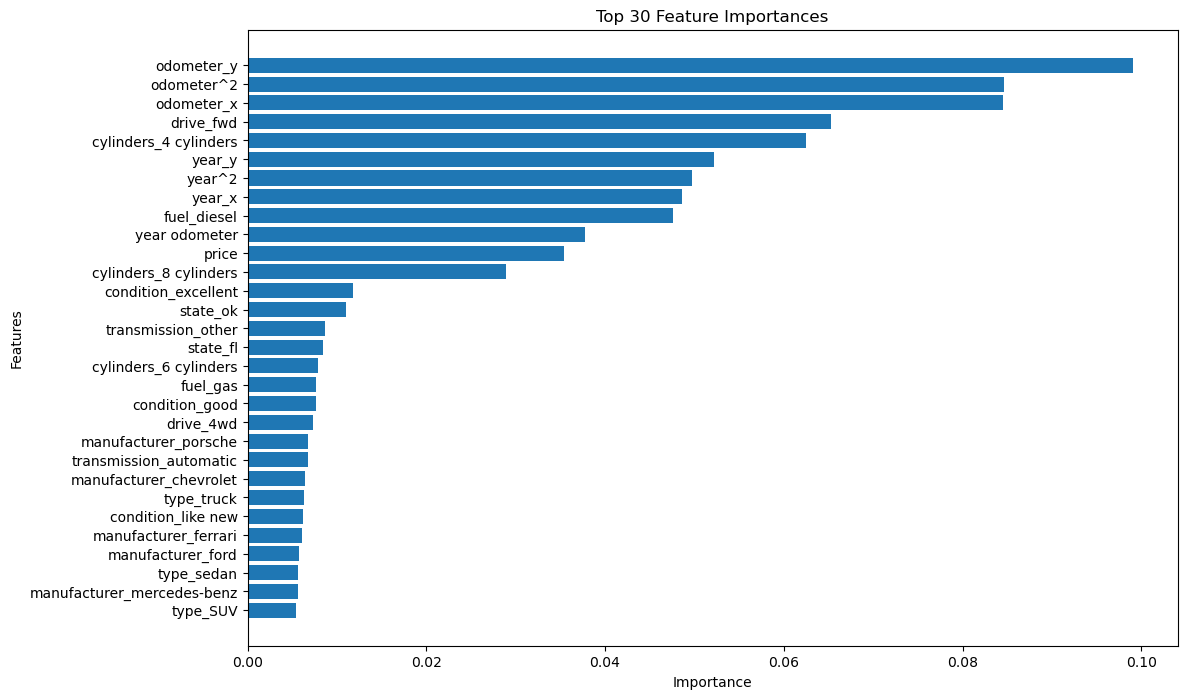 Top 30 Feature Importances
Features
odometer_y
odometer^2
odometer_x
drive_fwd
cylinders_4 cylinders
year_y
year^2
year_x
fuel_diesel
year odometer
price
cylinders_8 cylinders
condition_excellent
state_ok
transmission_other
state_fl
cylinders_6 cylinders
fuel_gas
condition_good
drive_4wd
manufacturer_porsche
transmission_automatic
manufacturer_chevrolet
type_truck
condition_like new
manufacturer_ferrari
manufacturer_ford
type_sedan
manufacturer_mercedes-benz
type_SUV
0.00 0.02 0.04 0.06 0.08 0.10
Importance